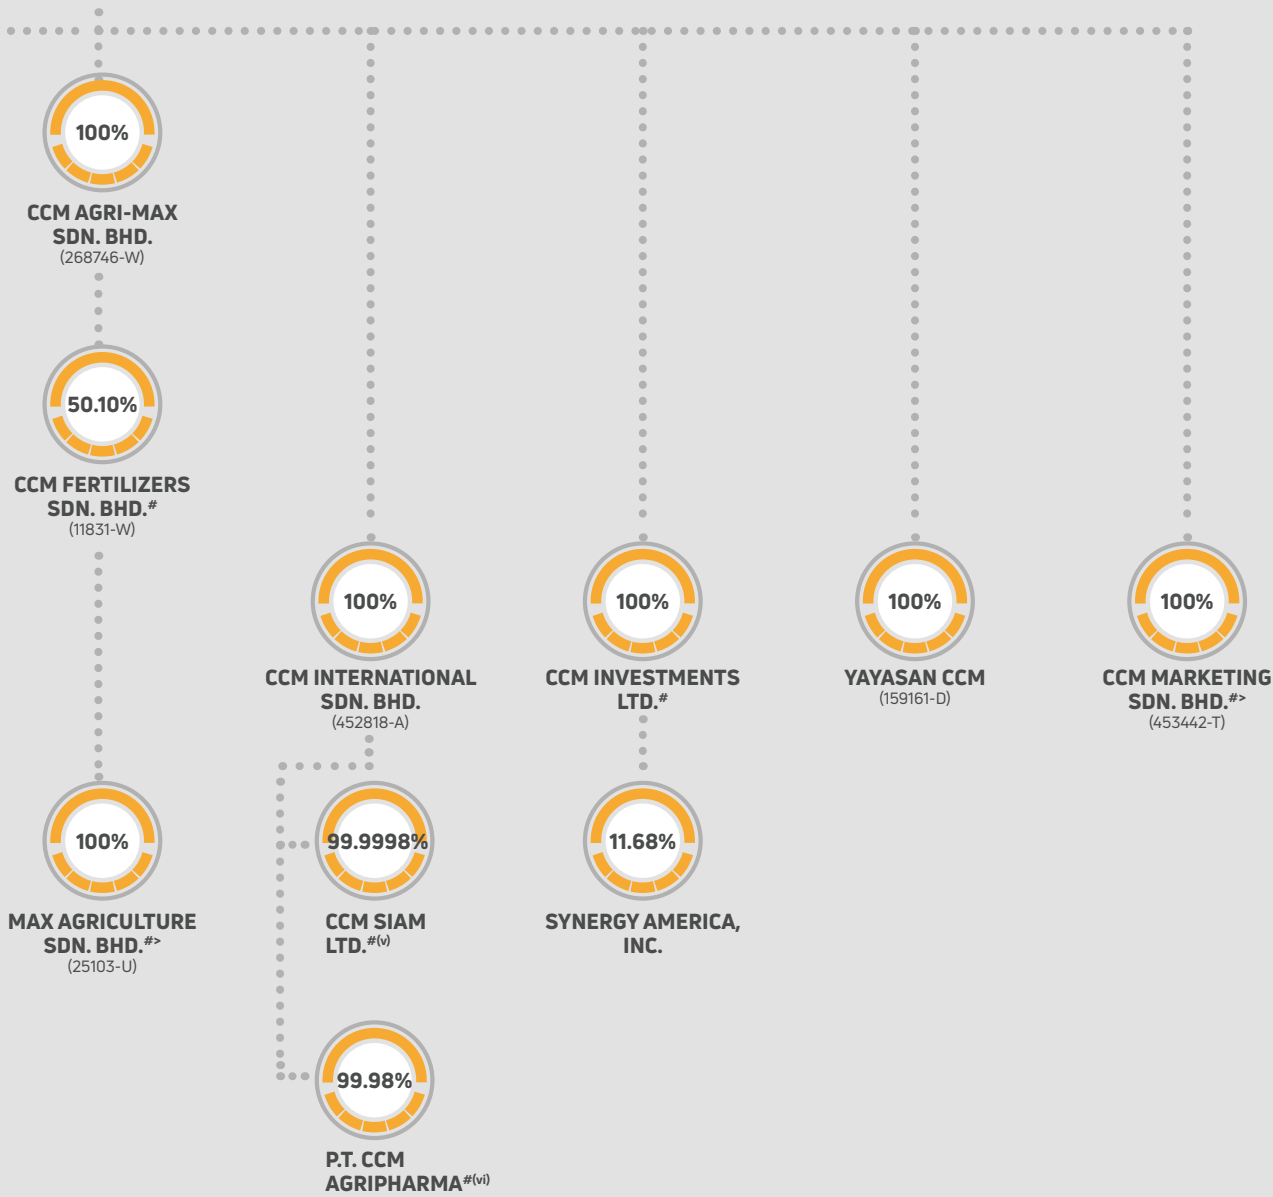 100%
CCM AGRI-MAX
SDN. BHD.
(268746-W)
50.10%
CCM FERTILIZERS
SDN. BHD.#
(11831-W)
100%
MAX AGRICULTURE
SDN. BHD.#>
(25103-U)
100%
CCM INTERNATIONAL
SDN. BHD.
(452818-A)
99.9998%
CCM SIAM
LTD.#(v)
99.98%
P.T. CCM
AGRIPHARMA#(vi)
100%
CCM INVESTMENTS
LTD.#
11.68%
SYNERGY AMERICA,
INC.
100%
YAYASAN CCM
(159161-D)
100%
CCM MARKETING
SDN. BHD.#>
(453442-T)